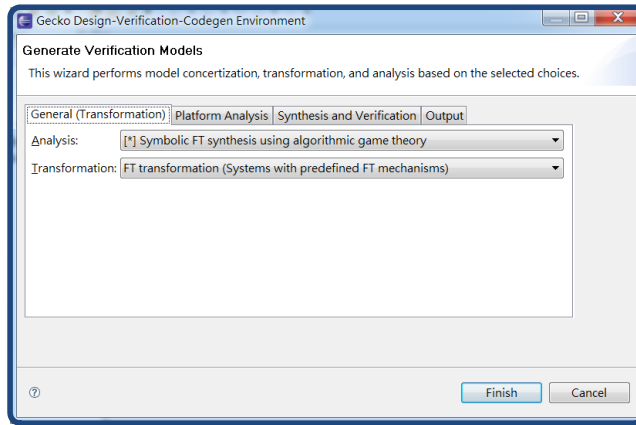 Gecko Design-Verification-Codegen Environment
Generate Verification Models
This wizard performs model concertization, transformation, and analysis based on the selected choices.
General (Transformation) Platform Analysis Synthesis and Verification Output
Analysis: [*] Symbolic FT synthesis using algorithmic game theory
Transformation: FT transformation (Systems with predefined FT mechanisms)
? Finish Cancel